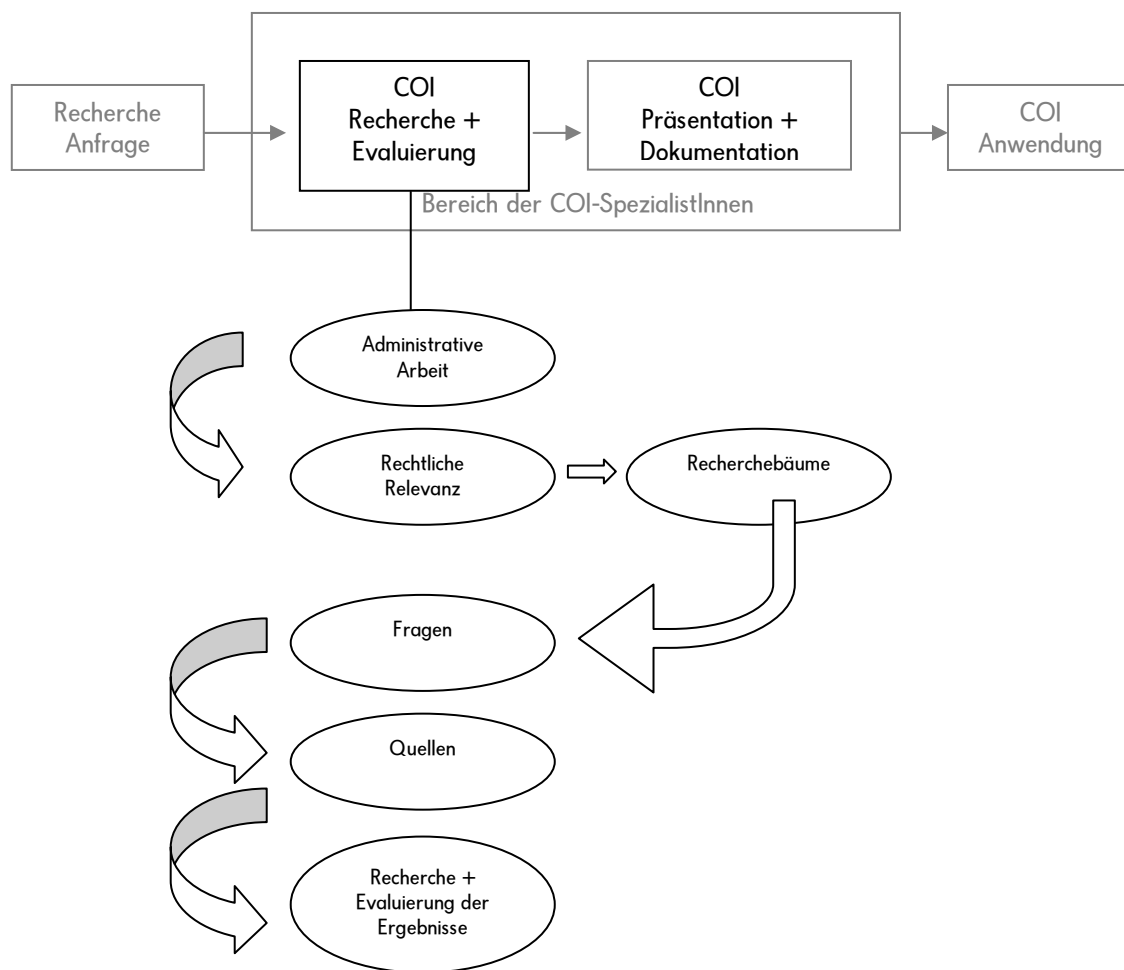 Recherche
Anfrage
COI
Recherche +
Evaluierung
COI
Präsentation +
Dokumentation
COI
Anwendung
Bereich der COI-SpezialistInnen
Administrative
Arbeit
Rechtliche
Relevanz
Recherchebäume
Fragen
Quellen
Recherche +
Evaluierung der
Ergebnisse